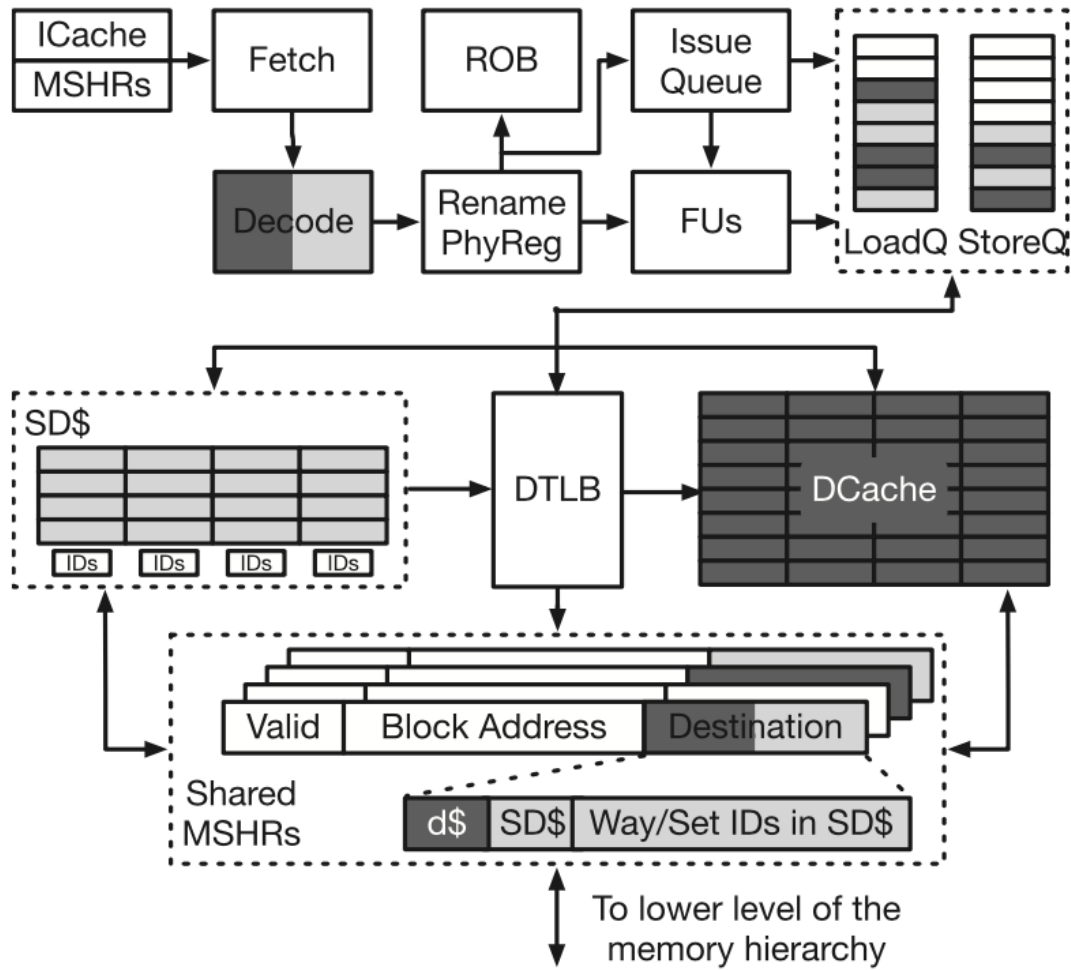 ICache
MSHRs
Fetch
ROB
Issue
Queue
Decode
Rename
PhyReg
FUs
LoadQ
StoreQ
SD$
IDs
IDs
IDs
IDs
DTLB
DCache
Valid
Block Address
Destination
Shared
MSHRs
d$
SD$
Way/Set IDs in SD$
To lower level of the
memory hierarchy